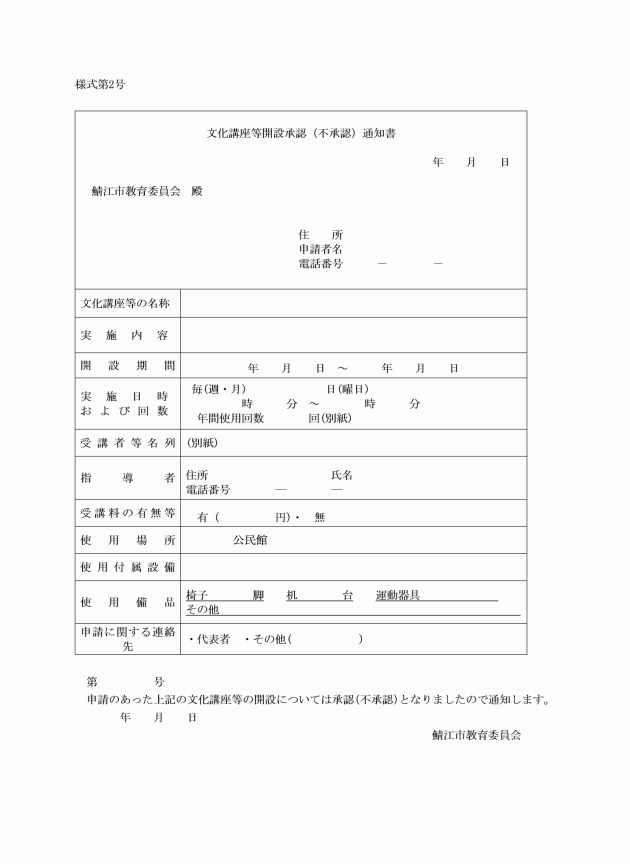 様式第2号
文化講座等開設承認（不承認）通知書
年　　月　　日
鯖江市教育委員会　殿
住　　所
申請者名
電話番号　　　―　　　　―
文化講座等の名称
実施内容
開設期間　　年　　月　　日　～　　　年　　月　　日
実施日時および回数
毎(週・月)　　　　　　　日(曜日)
時　　　分　～　　　　時　　　分
年間使用回数　　　　回(別紙)
受講者等名列　(別紙)
指導者
住所　　　　　　　　　　　氏名
電話番号　　　　―　　　　―
受講料の有無等　有（　　　　　円)・　無
使用場所　　公民館
使用付属設備
使用備品
椅子　　　　脚　　机　　　　台　　運動器具
その他
申請に関する連絡先　・代表者　・その他(　　　　　　)
第　　　　　号
申請のあった上記の文化講座等の開設については承認(不承認)となりましたので通知します。
年　　月　　日
鯖江市教育委員会